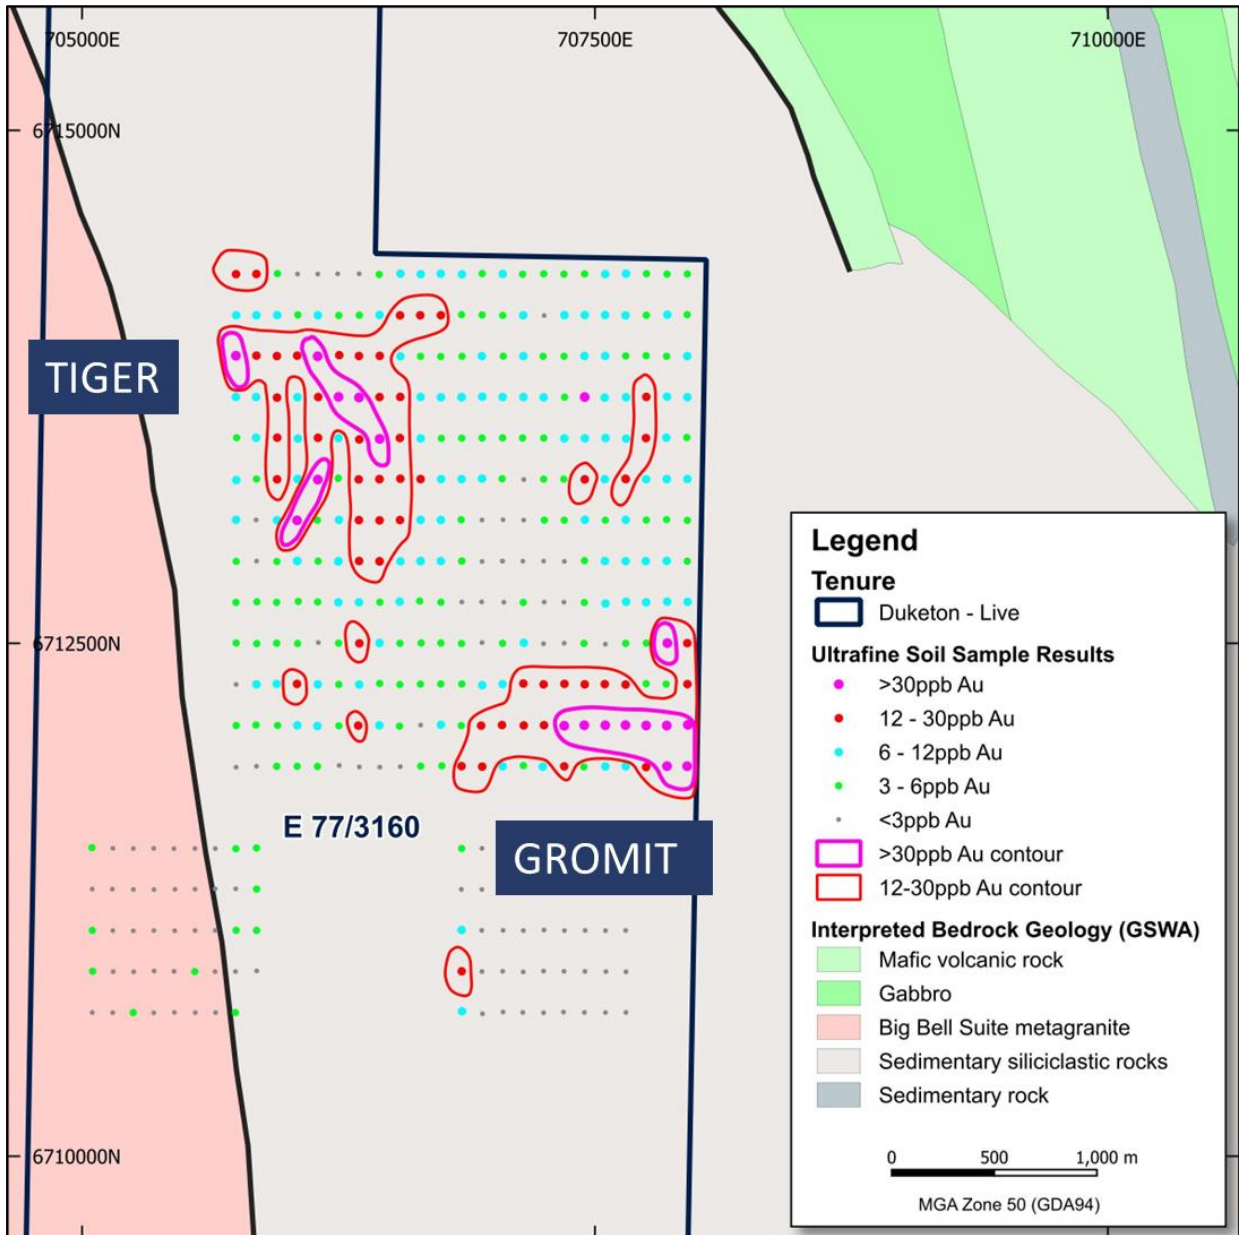 705000E
707500E
710000E
6715000N
TIGER
6712500N
E 77/3160
GROMIT
6710000N
Legend
Tenure
Duketon - Live
Ultrafine Soil Sample Results
>30ppb Au
12 - 30ppb Au
6 - 12ppb Au
3 - 6ppb Au
<3ppb Au
>30ppb Au contour
12-30ppb Au contour
Interpreted Bedrock Geology (GSWA)
Mafic volcanic rock
Gabbro
Big Bell Suite metagranite
Sedimentary siliciclastic rocks
Sedimentary rock
0 500 1,000 m
MGA Zone 50 (GDA94)